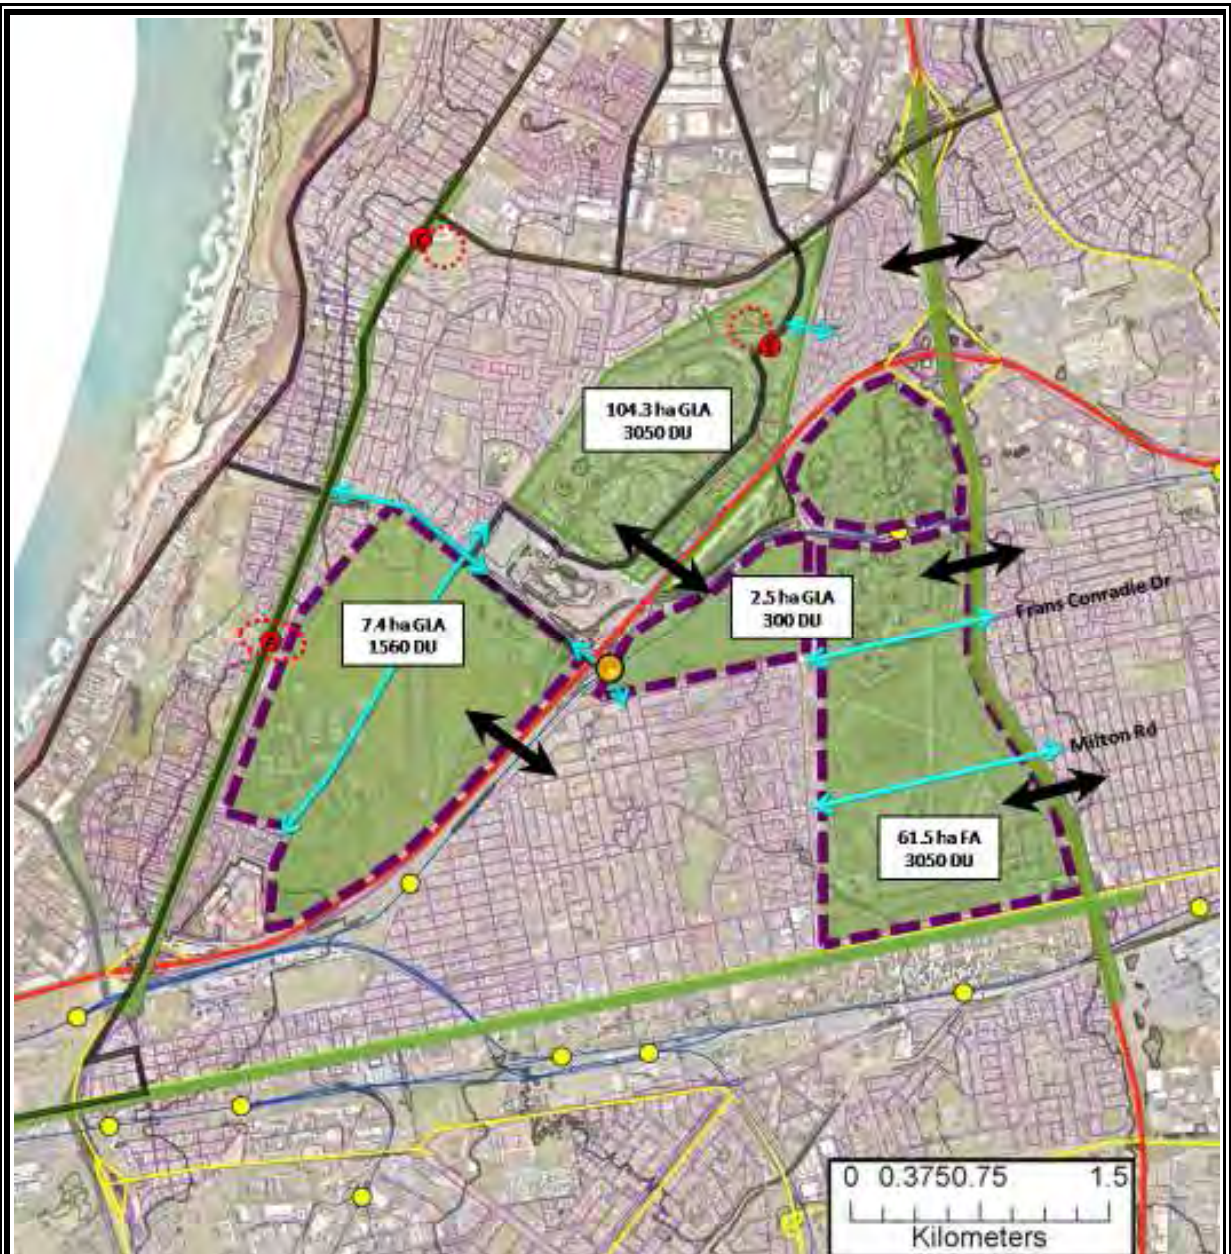 104.3 ha GLA
3050 DU
2.5 ha GLA
300 DU
Frans Conradie Dr
7.4 ha GLA
1560 DU
Milton Rd
61.5 ha FA
3050 DU
0 0.3750.75 1.5
Kilometers